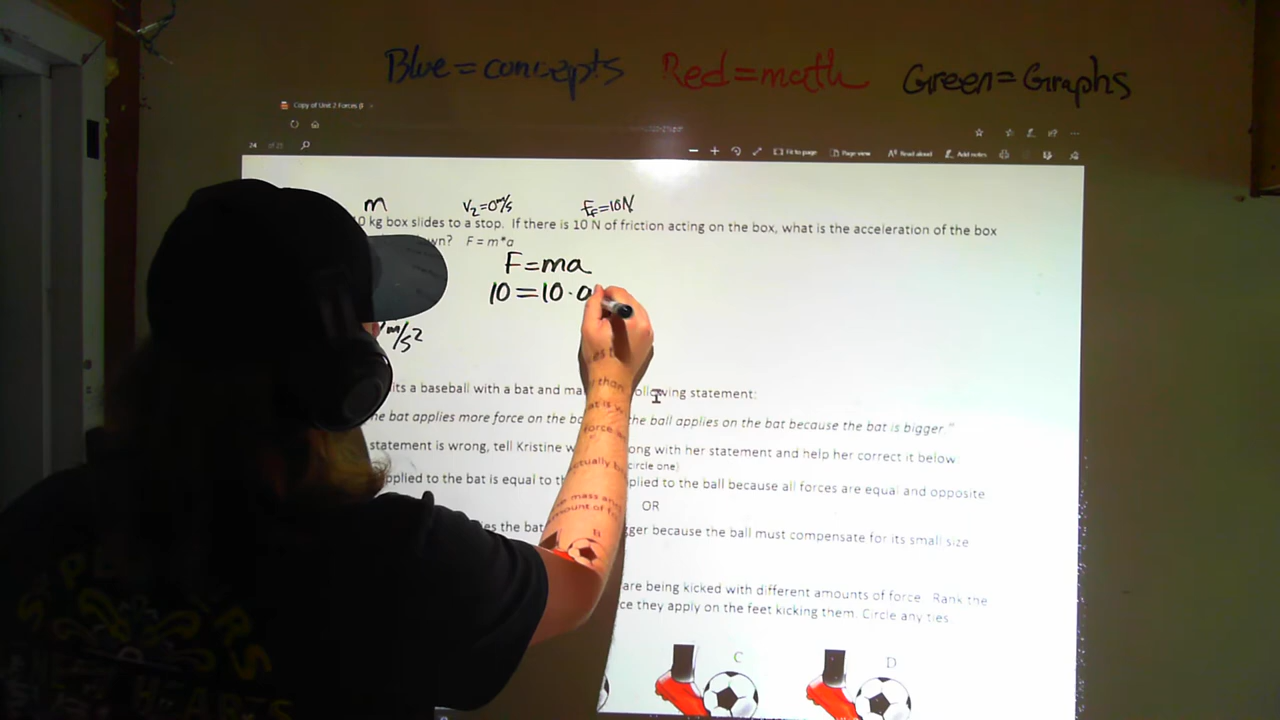 Blue = concepts Red = math Green = Graphs
Copy of Unit 2 Forces
24 of 21
Fit to page Page view Read aloud Add notes
m V₂=0m/s F_F=10N
0 kg box slides to a stop. If there is 10 N of friction acting on the box, what is the acceleration of the box
wn? F = m*a
F=ma
10=10·a
m/s²
its a baseball with a bat and ma ollowing statement:
he bat applies more force on the ba the ball applies on the bat because the bat is bigger."
statement is wrong, tell Kristine w ong with her statement and help her correct it below
circle one)
pplied to the bat is equal to th plied to the ball because all forces are equal and opposite
OR
es the bat gger because the ball must compensate for its small size
are being kicked with different amounts of force. Rank the
ce they apply on the feet kicking them. Circle any ties.
C D